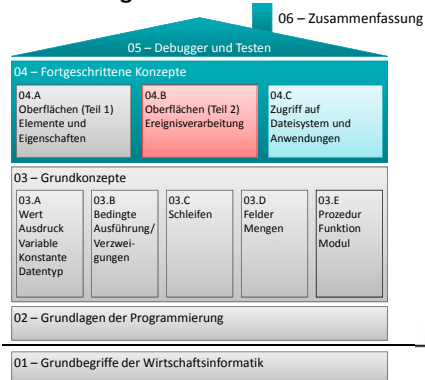 06 – Zusammenfassung
05 – Debugger und Testen
04 – Fortgeschrittene Konzepte
04.A
Oberflächen (Teil 1)
Elemente und
Eigenschaften
04.B
Oberflächen (Teil 2)
Ereignisverarbeitung
04.C
Zugriff auf
Dateisystem und
Anwendungen
03 – Grundkonzepte
03.A
Wert
Ausdruck
Variable
Konstante
Datentyp
03.B
Bedingte
Ausführung/
Verzwei-
gungen
03.C
Schleifen
03.D
Felder
Mengen
03.E
Prozedur
Funktion
Modul
02 – Grundlagen der Programmierung
01 – Grundbegriffe der Wirtschaftsinformatik